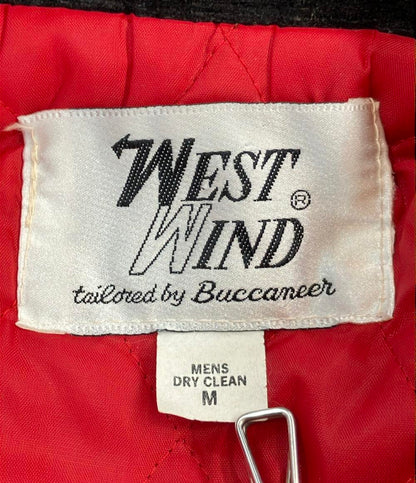 WEST
WIND ®
tailored by Buccaneer
MENS
DRY CLEAN
M